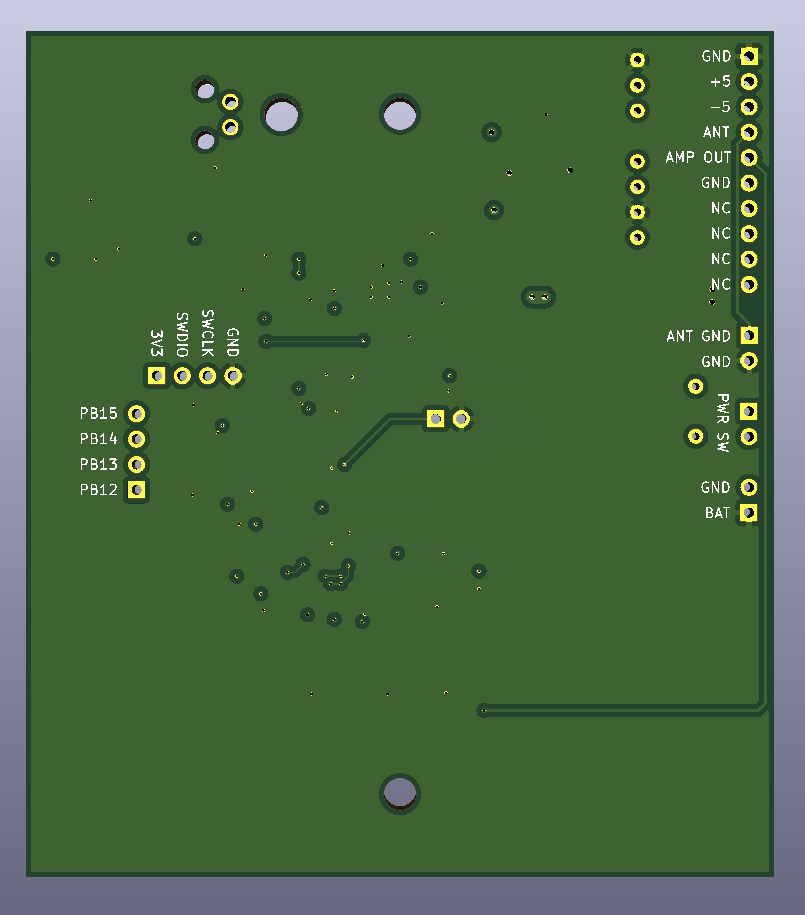 GND
+5
-5
ANT
AMP OUT
GND
NC
NC
NC
NC
ANT GND
GND
PWR SW
GND
BAT
3V3
SWDIO
SWCLK
GND
PB15
PB14
PB13
PB12